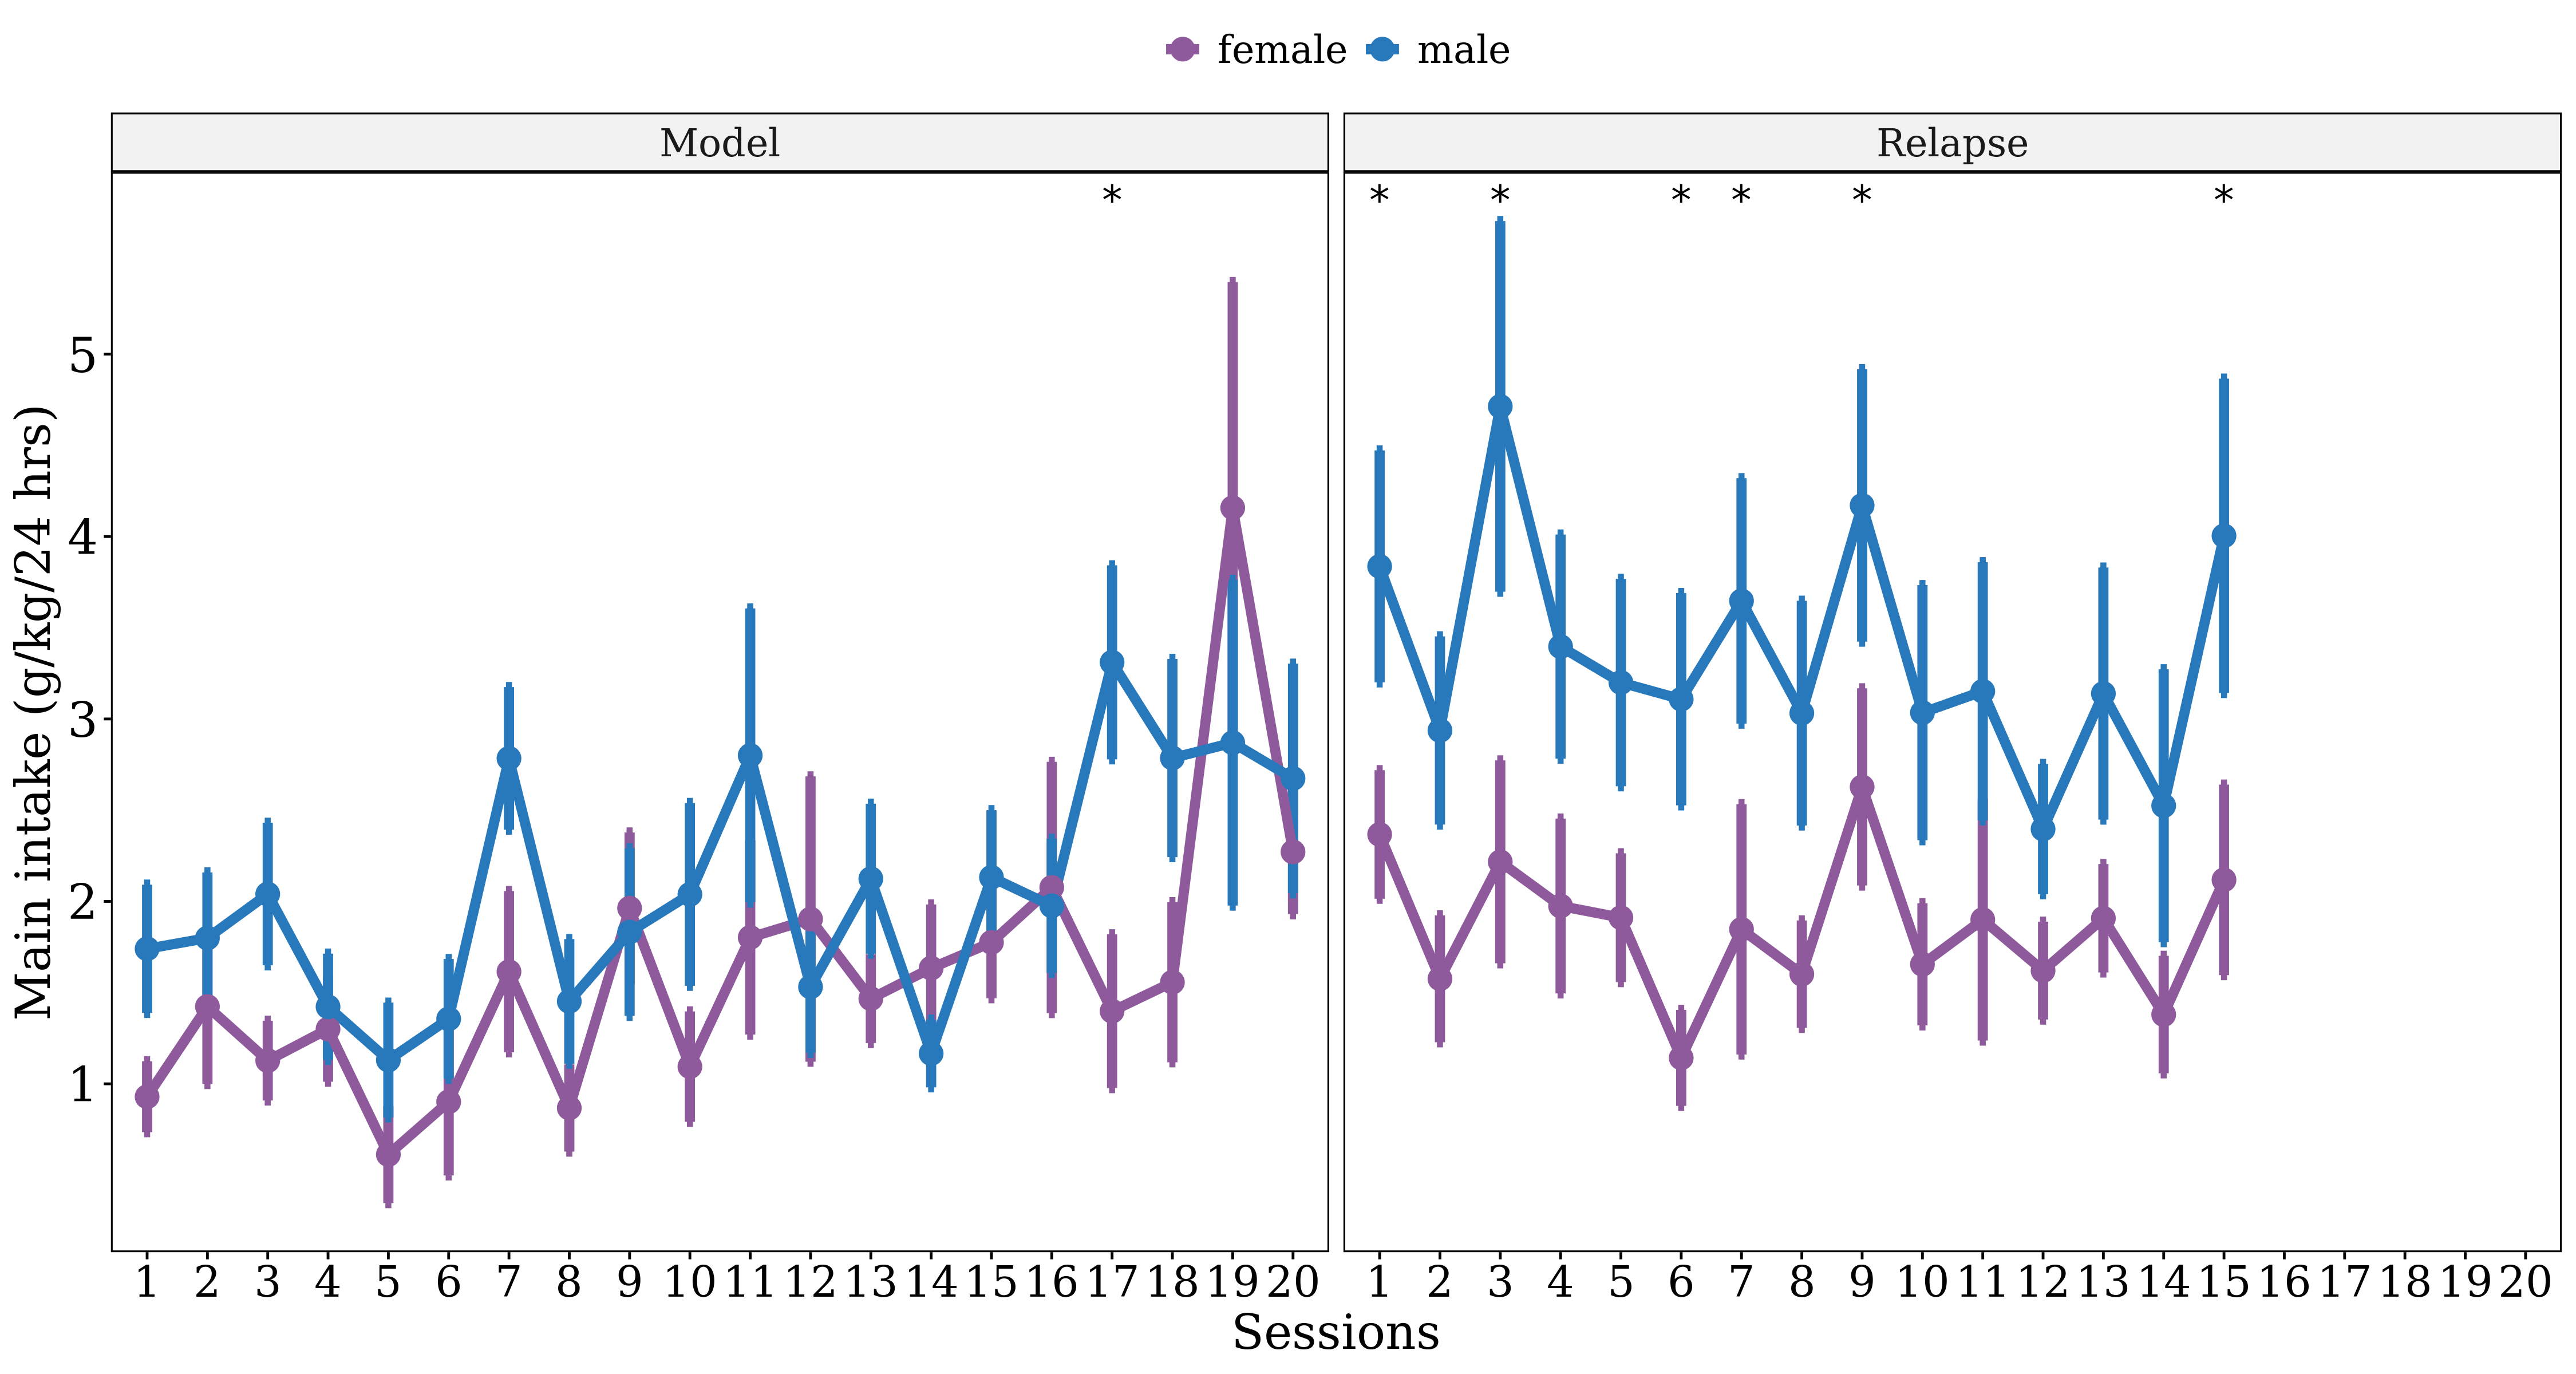 female male
Model Relapse
* * * * * * *
5
4
3
2
1
Main intake (g/kg/24 hrs)
1 2 3 4 5 6 7 8 9 10 11 12 13 14 15 16 17 18 19 20 1 2 3 4 5 6 7 8 9 10 11 12 13 14 15 16 17 18 19 20
Sessions